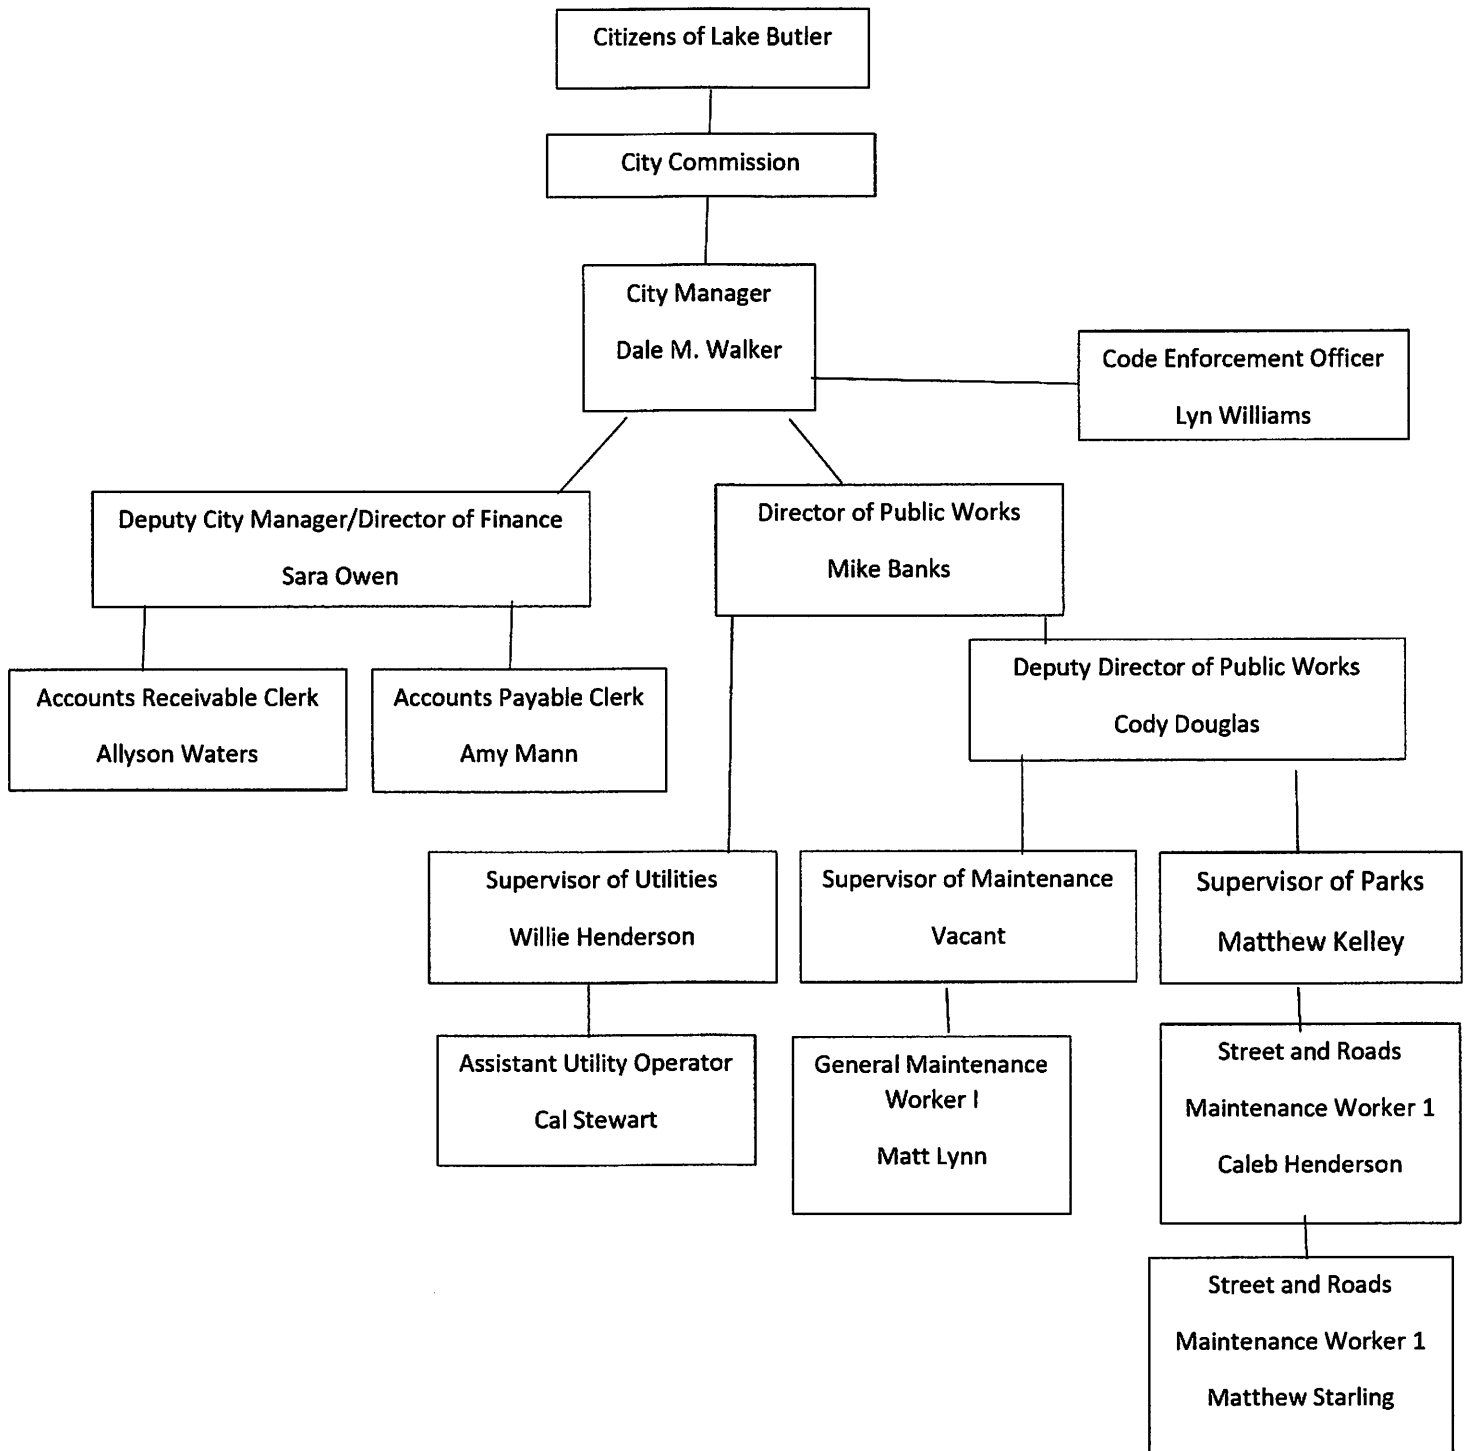 Citizens of Lake Butler
City Commission
City Manager
Dale M. Walker
Code Enforcement Officer
Lyn Williams
Deputy City Manager/Director of Finance
Sara Owen
Director of Public Works
Mike Banks
Accounts Receivable Clerk
Allyson Waters
Accounts Payable Clerk
Amy Mann
Deputy Director of Public Works
Cody Douglas
Supervisor of Utilities
Willie Henderson
Supervisor of Maintenance
Vacant
Supervisor of Parks
Matthew Kelley
Assistant Utility Operator
Cal Stewart
General Maintenance
Worker I
Matt Lynn
Street and Roads
Maintenance Worker 1
Caleb Henderson
Street and Roads
Maintenance Worker 1
Matthew Starling